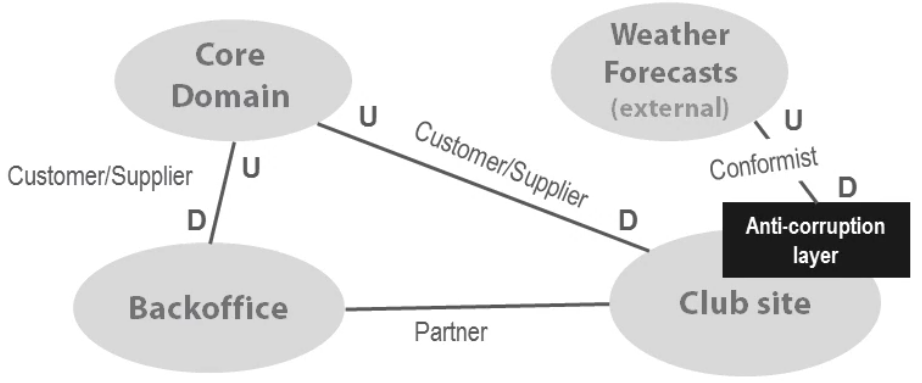 Core
Domain
Weather
Forecasts
(external)
U
U
Customer/Supplier
Conformist
Customer/Supplier
U
D
D
D
Anti-corruption
layer
Backoffice
Club site
Partner